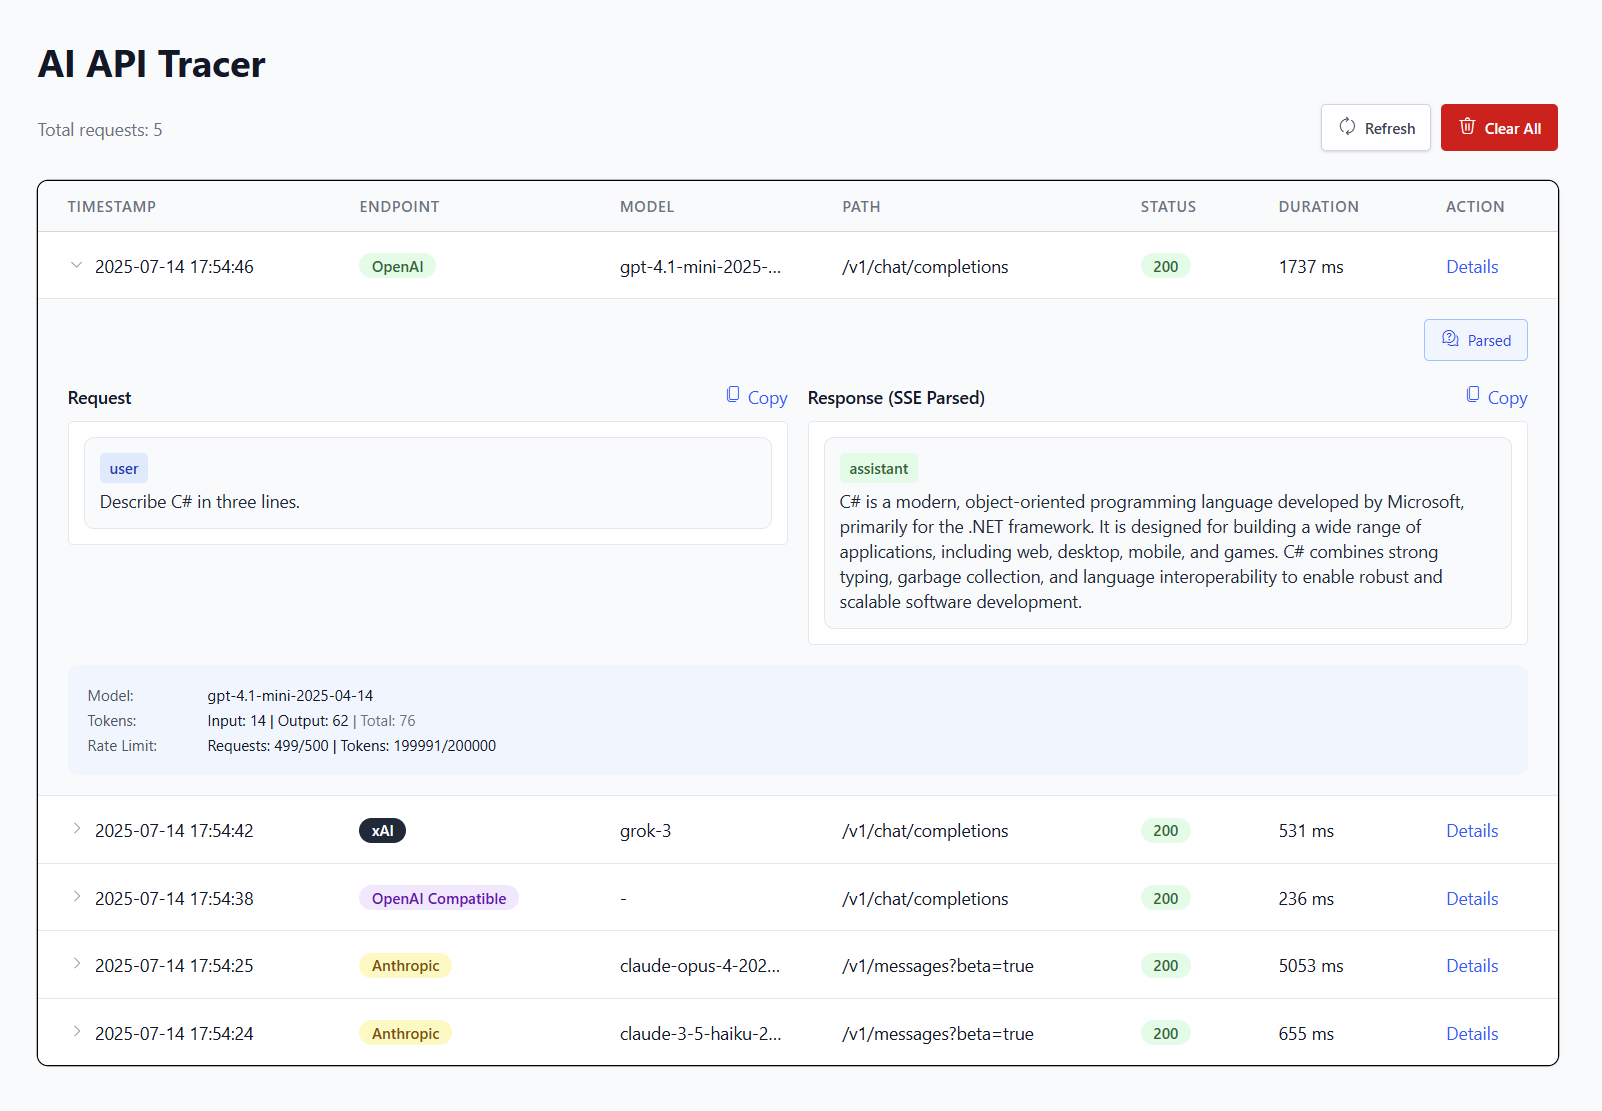 AI API Tracer
Total requests: 5
Refresh
Clear All
TIMESTAMP ENDPOINT MODEL PATH STATUS DURATION ACTION
2025-07-14 17:54:46 OpenAI gpt-4.1-mini-2025-... /v1/chat/completions 200 1737 ms Details
Parsed
Request Copy
user
Describe C# in three lines.
Response (SSE Parsed) Copy
assistant
C# is a modern, object-oriented programming language developed by Microsoft,
primarily for the .NET framework. It is designed for building a wide range of
applications, including web, desktop, mobile, and games. C# combines strong
typing, garbage collection, and language interoperability to enable robust and
scalable software development.
Model: gpt-4.1-mini-2025-04-14
Tokens: Input: 14 | Output: 62 | Total: 76
Rate Limit: Requests: 499/500 | Tokens: 199991/200000
2025-07-14 17:54:42 xAI grok-3 /v1/chat/completions 200 531 ms Details
2025-07-14 17:54:38 OpenAI Compatible - /v1/chat/completions 200 236 ms Details
2025-07-14 17:54:25 Anthropic claude-opus-4-202... /v1/messages?beta=true 200 5053 ms Details
2025-07-14 17:54:24 Anthropic claude-3-5-haiku-2... /v1/messages?beta=true 200 655 ms Details